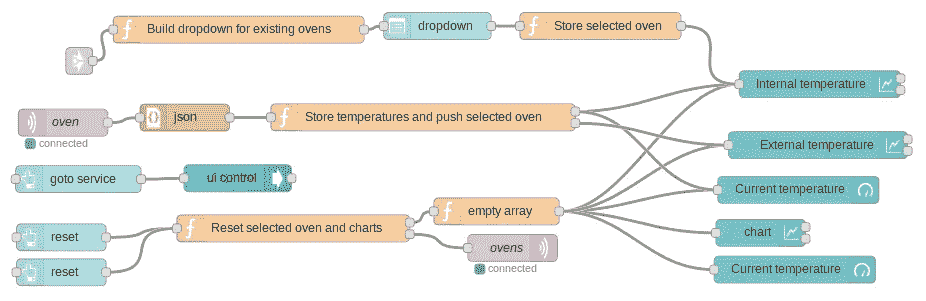 Build dropdown for existing ovens
dropdown
Store selected oven
Internal temperature
oven
connected
json
Store temperatures and push selected oven
External temperature
goto service
ui control
Current temperature
reset
Reset selected oven and charts
empty array
chart
ovens
connected
reset
Current temperature